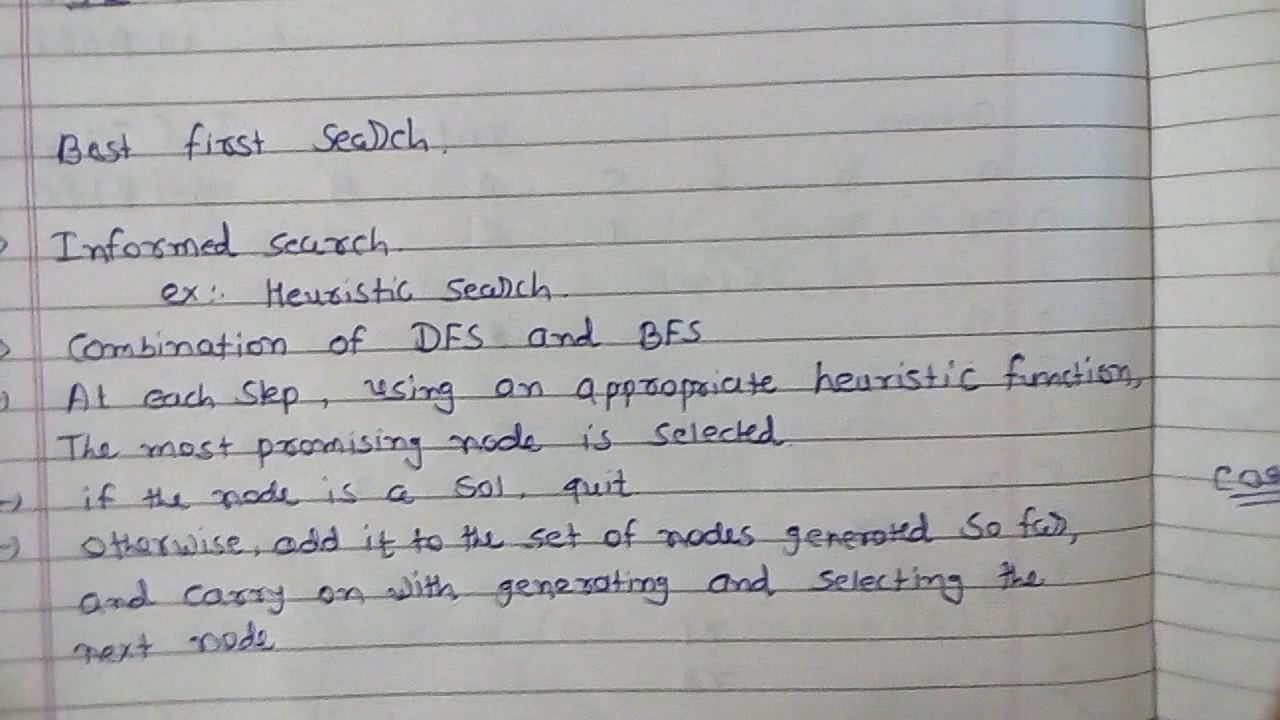 Best first search.
Informed search.
ex:. Heuristic search.
Combination of DFS and BFS
At each step, using an appropriate heuristic function,
The most promising node is selected.
→ if the node is a sol, quit
→ otherwise, add it to the set of nodes generated so far,
and carry on with generating and selecting the
next node